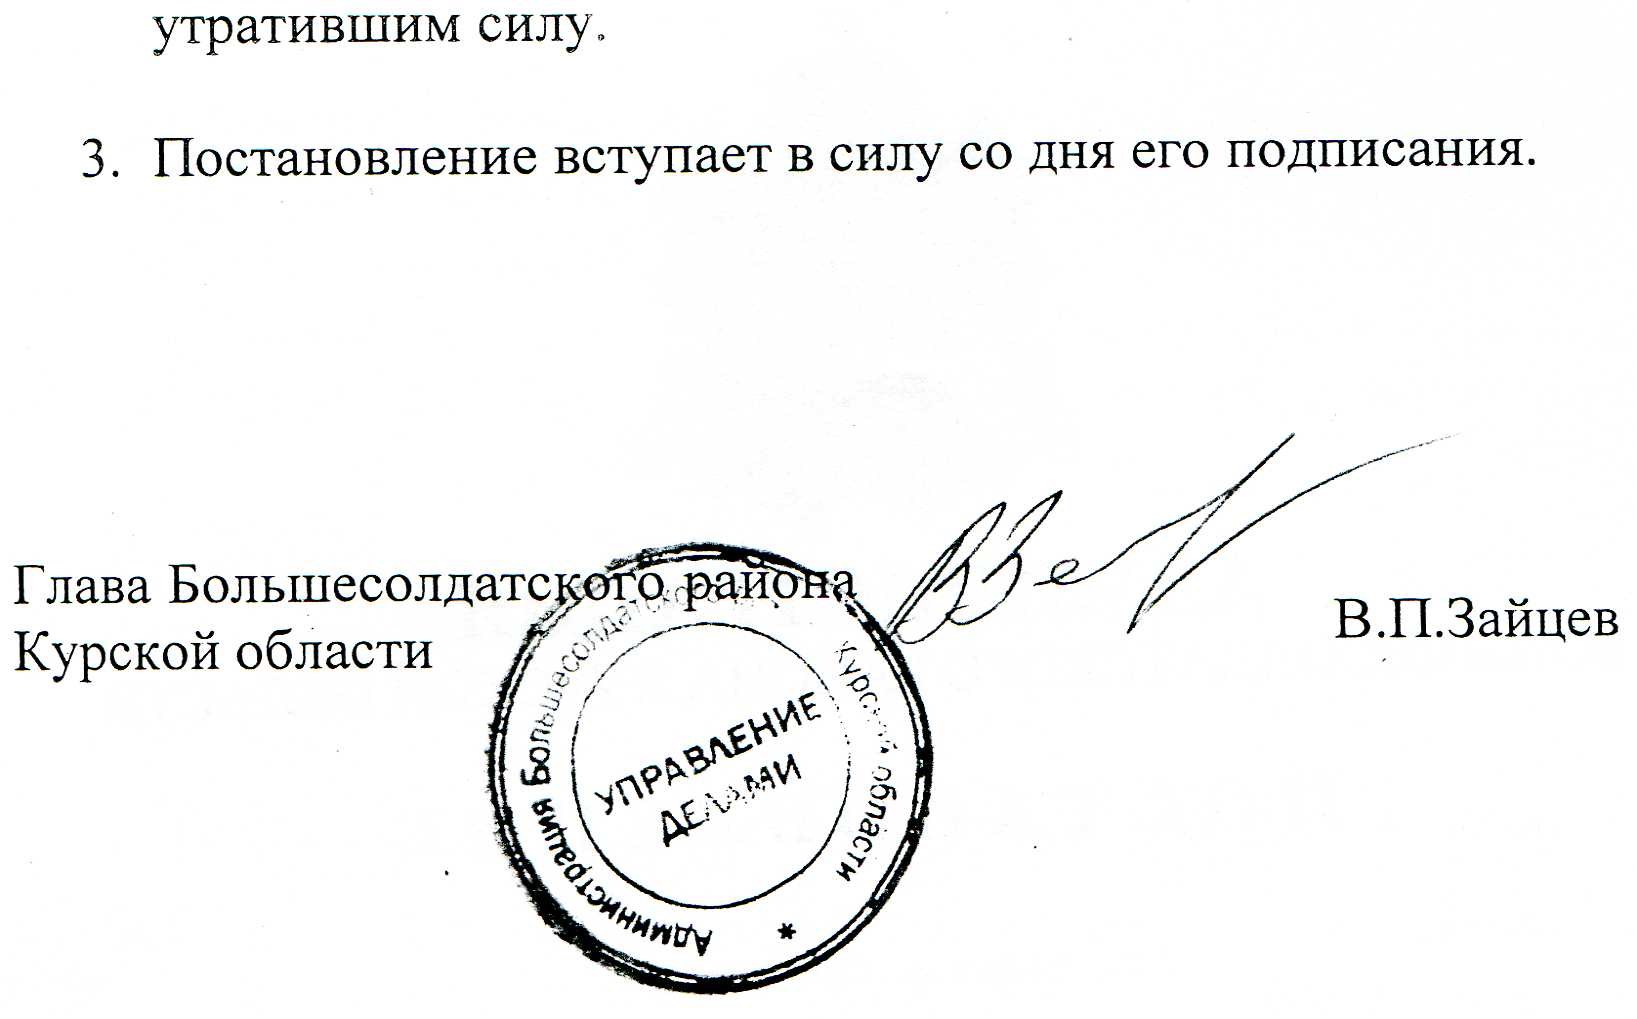 утратившим силу.
3. Постановление вступает в силу со дня его подписания.
Глава Большесолдатского района
Курской области
В.П.Зайцев
Администрация Большесолдатского
Курской области
*
УПРАВЛЕНИЕ
ДЕЛАМИ